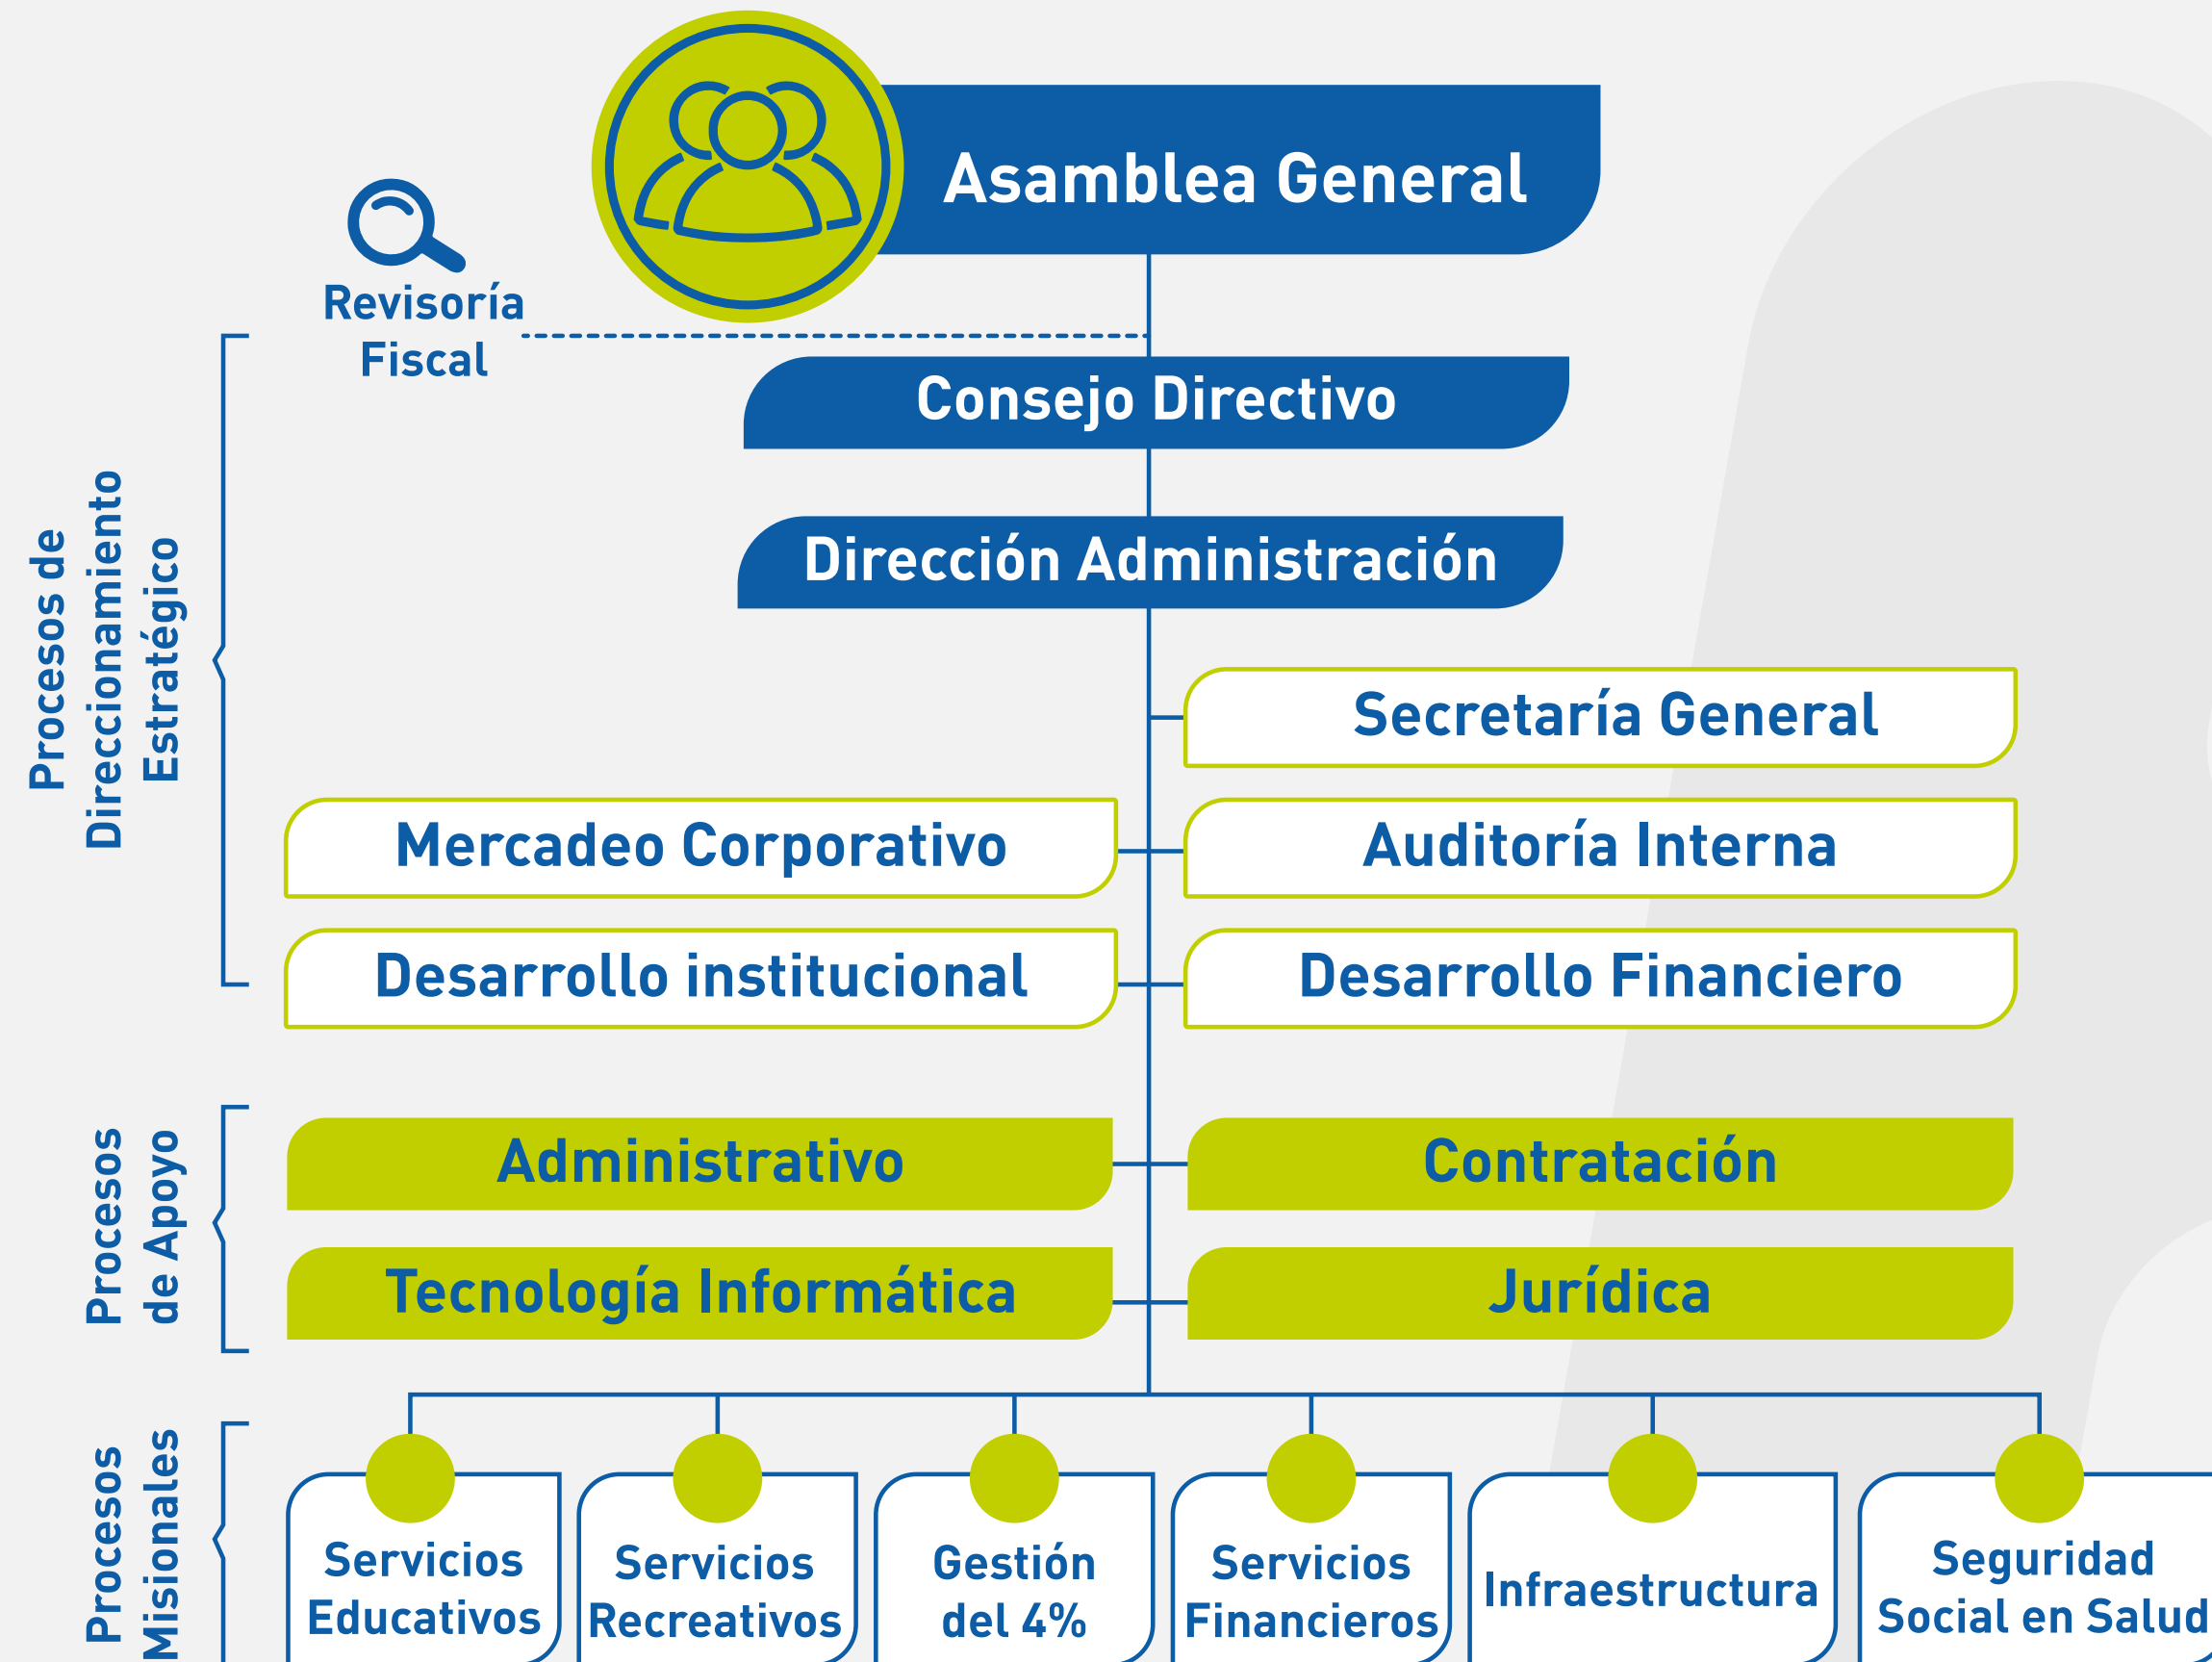 Asamblea General
Revisoría
Fiscal
Consejo Directivo
Dirección Administración
Procesos de
Direccionamiento
Estratégico
Secretaría General
Mercadeo Corporativo
Auditoría Interna
Desarrollo institucional
Desarrollo Financiero
Procesos
de Apoyo
Administrativo
Contratación
Tecnología Informática
Jurídica
Procesos
Misionales
Servicios
Educativos
Servicios
Recreativos
Gestión
del 4%
Servicios
Financieros
Infraestructura
Seguridad
Social en Salud